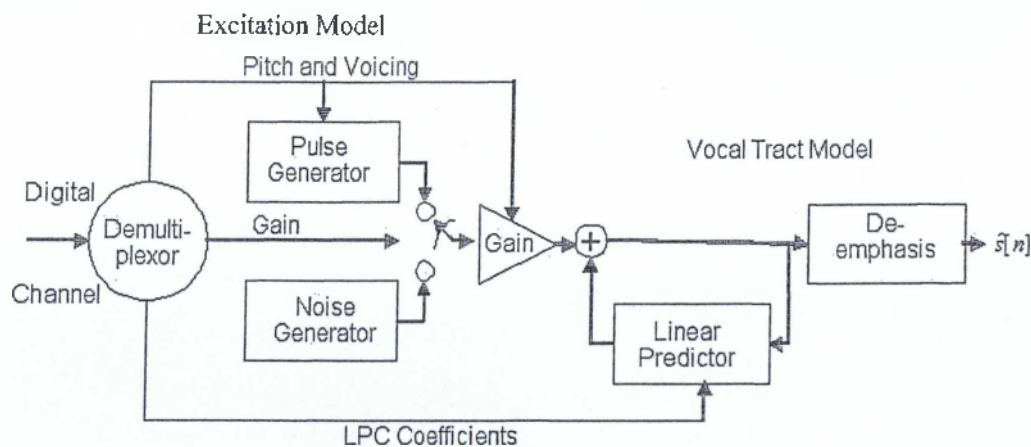 Excitation Model
Pitch and Voicing
Pulse
Generator
Vocal Tract Model
Digital
Channel
Demulti-
plexor
Gain
Gain
De-
emphasis
s̃[n]
Noise
Generator
Linear
Predictor
LPC Coefficients